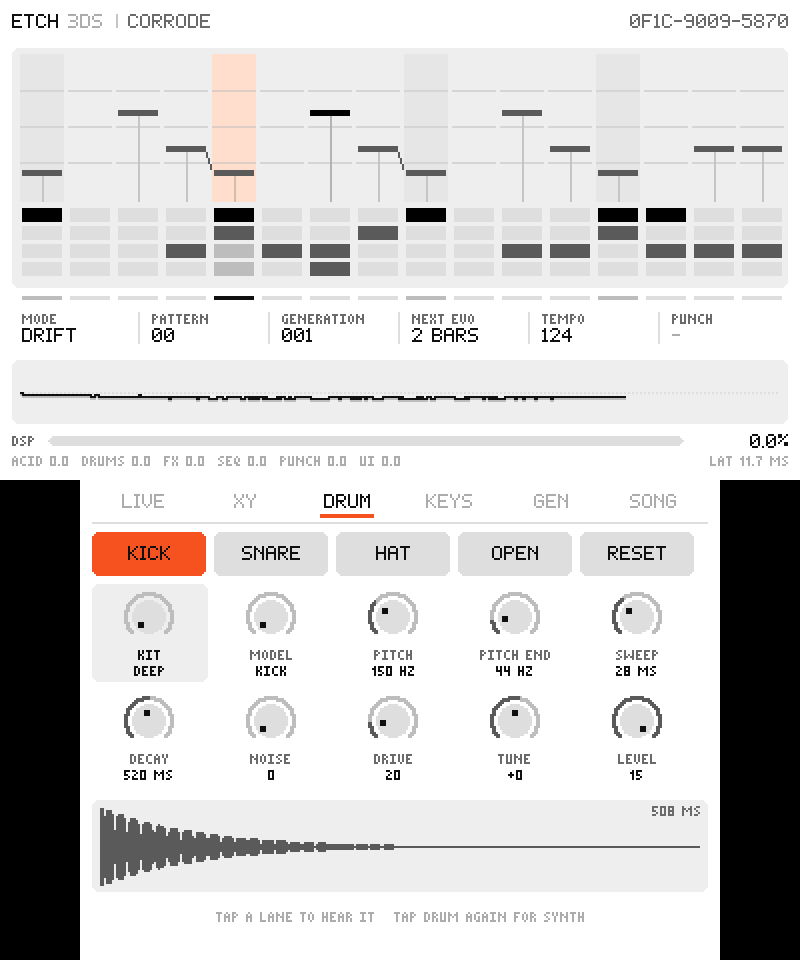 ETCH 3DS | CORRODE 0F1C-9009-5870
MODE PATTERN GENERATION NEXT EVO TEMPO PUNCH
DRIFT 00 001 2 BARS 124 -
DSP 0.0%
ACID 0.0 DRUMS 0.0 FX 0.0 SEQ 0.0 PUNCH 0.0 UI 0.0 LAT 11.7 MS
LIVE XY DRUM KEYS GEN SONG
KICK SNARE HAT OPEN RESET
KIT MODEL PITCH PITCH END SWEEP
DEEP KICK 150 HZ 44 HZ 28 MS
DECAY NOISE DRIVE TUNE LEVEL
520 MS 0 20 +0 15
508 MS
TAP A LANE TO HEAR IT TAP DRUM AGAIN FOR SYNTH